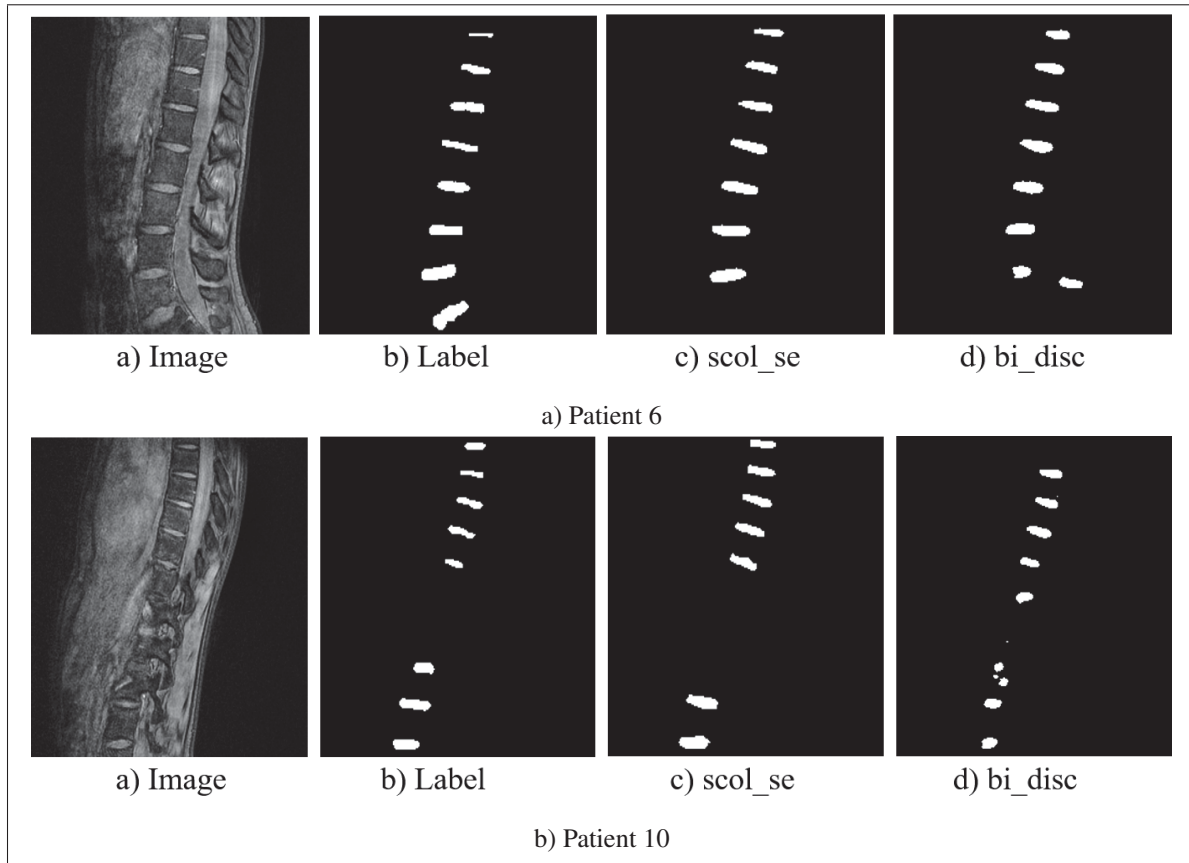 a) Image b) Label c) scol_se d) bi_disc
a) Patient 6
a) Image b) Label c) scol_se d) bi_disc
b) Patient 10